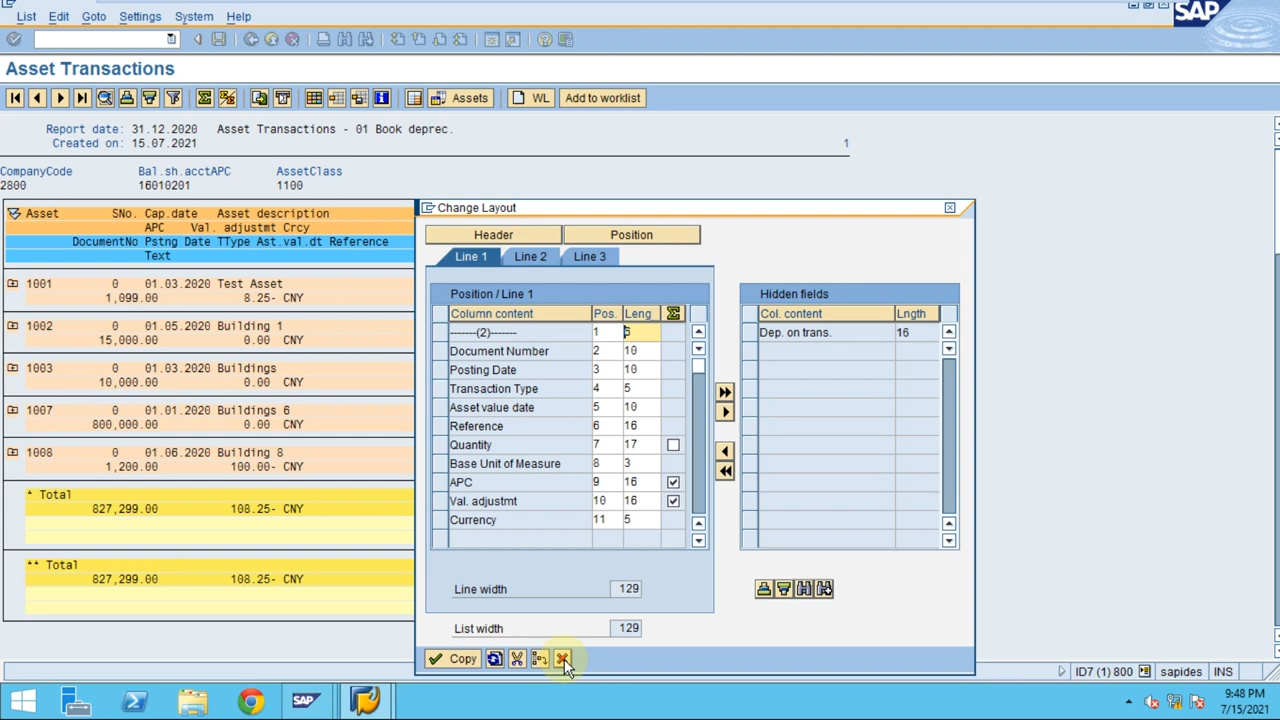 List Edit Goto Settings System Help
SAP
Asset Transactions
Assets WL Add to worklist
Report date: 31.12.2020 Asset Transactions - 01 Book deprec.
Created on: 15.07.2021 1
CompanyCode Bal.sh.acctAPC AssetClass
2800 16010201 1100
Asset SNo. Cap.date Asset description
APC Val. adjustmt Crcy
DocumentNo Pstng Date TType Ast.val.dt Reference
Text
1001 0 01.03.2020 Test Asset
1,099.00 8.25- CNY
1002 0 01.05.2020 Building 1
15,000.00 0.00 CNY
1003 0 01.03.2020 Buildings
10,000.00 0.00 CNY
1007 0 01.01.2020 Buildings 6
800,000.00 0.00 CNY
1008 0 01.06.2020 Building 8
1,200.00 100.00- CNY
* Total
827,299.00 108.25- CNY
** Total
827,299.00 108.25- CNY
Change Layout
Header Position
Line 1 Line 2 Line 3
Position / Line 1
Column content Pos. Leng...
-------(2)------- 1 6
Document Number 2 10
Posting Date 3 10
Transaction Type 4 5
Asset value date 5 10
Reference 6 16
Quantity 7 17
Base Unit of Measure 8 3
APC 9 16
Val. adjustmt 10 16
Currency 11 5
Line width 129
List width 129
Hidden fields
Col. content Lngth
Dep. on trans. 16
Copy
ID7 (1) 800 sapides INS
SAP
9:48 PM
7/15/2021